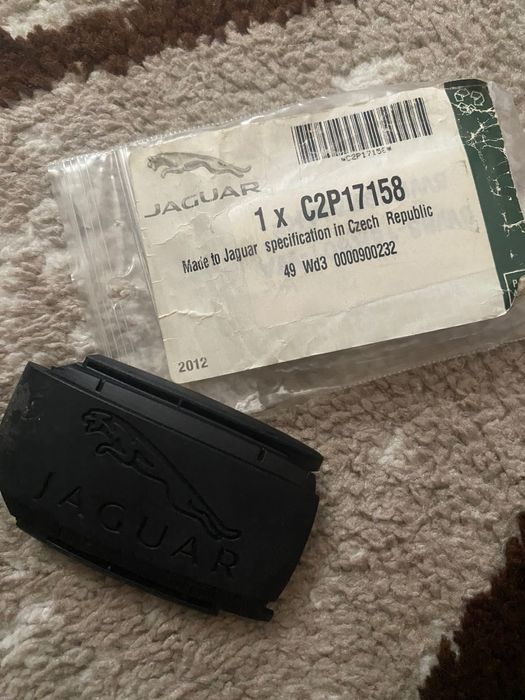 *C2P17158*
JAGUAR
1 x C2P17158
Made to Jaguar specification in Czech Republic
49 Wd3 0000900232
2012
JAGUAR